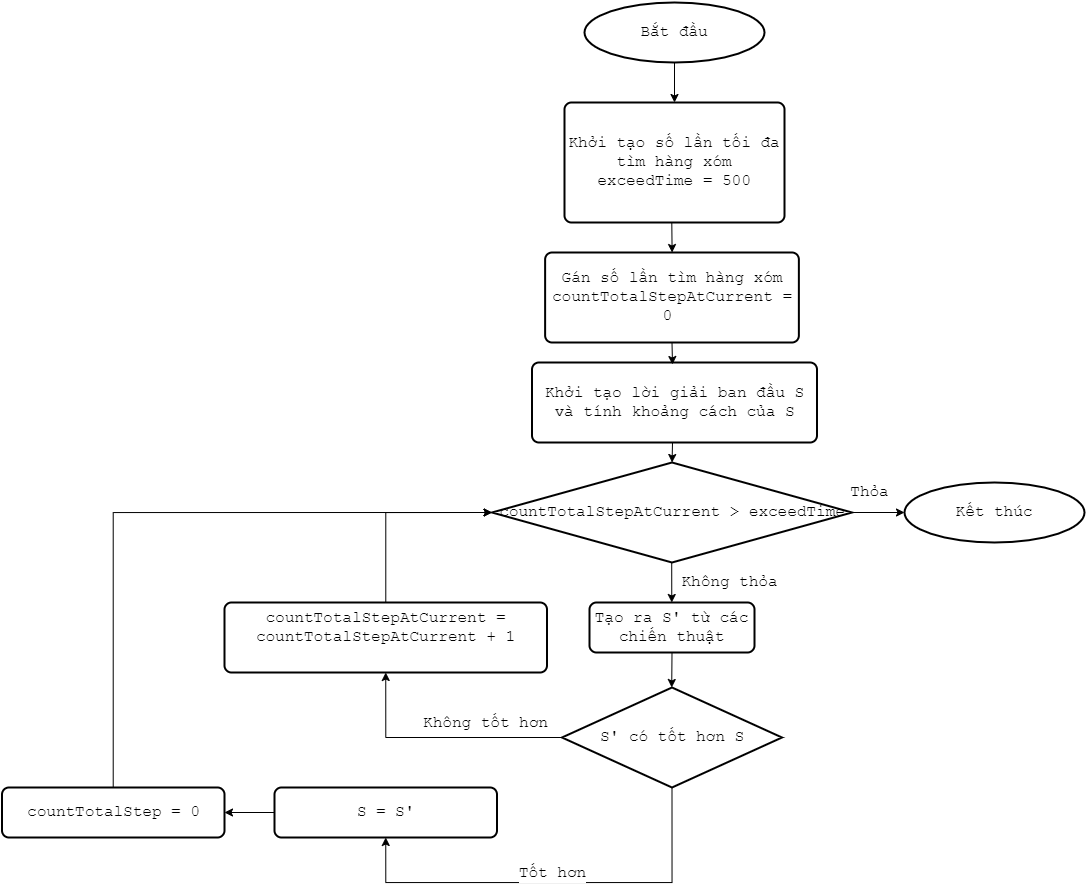 Bắt đầu
Khởi tạo số lần tối đa
tìm hàng xóm
exceedTime = 500
Gán số lần tìm hàng xóm
countTotalStepAtCurrent =
0
Khởi tạo lời giải ban đầu S
và tính khoảng cách của S
countTotalStepAtCurrent > exceedTime
Thỏa
Kết thúc
Không thỏa
Tạo ra S' từ các
chiến thuật
countTotalStepAtCurrent =
countTotalStepAtCurrent + 1
Không tốt hơn
S' có tốt hơn S
countTotalStep = 0
S = S'
Tốt hơn